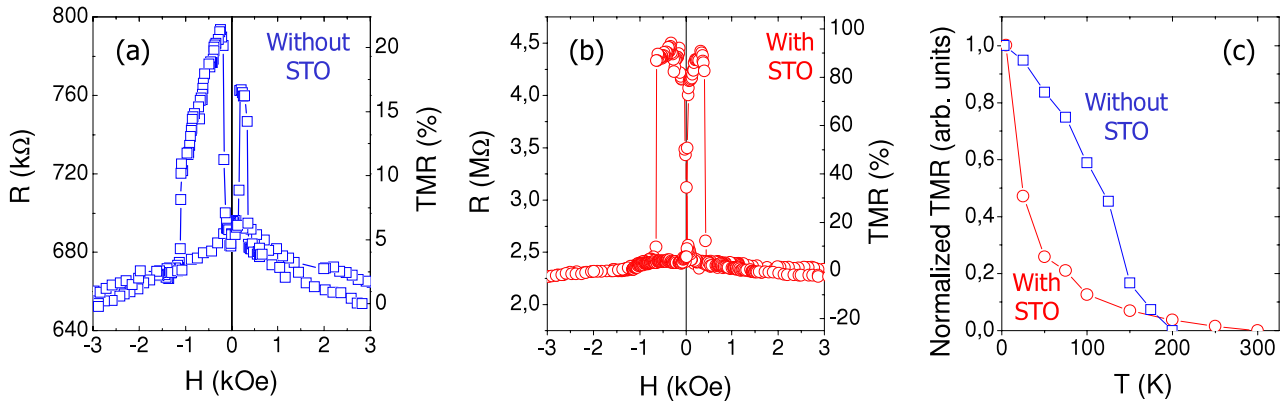 (a)
Without
STO
R (kΩ)
800
760
720
680
640
TMR (%)
20
15
10
5
0
-3 -2 -1 0 1 2 3
H (kOe)
(b)
With
STO
R (MΩ)
4,5
4,0
3,5
3,0
2,5
2,0
TMR (%)
100
80
60
40
20
0
-20
-3 -2 -1 0 1 2 3
H (kOe)
(c)
Without
STO
With
STO
Normalized TMR (arb. units)
1,0
0,8
0,6
0,4
0,2
0,0
0 100 200 300
T (K)